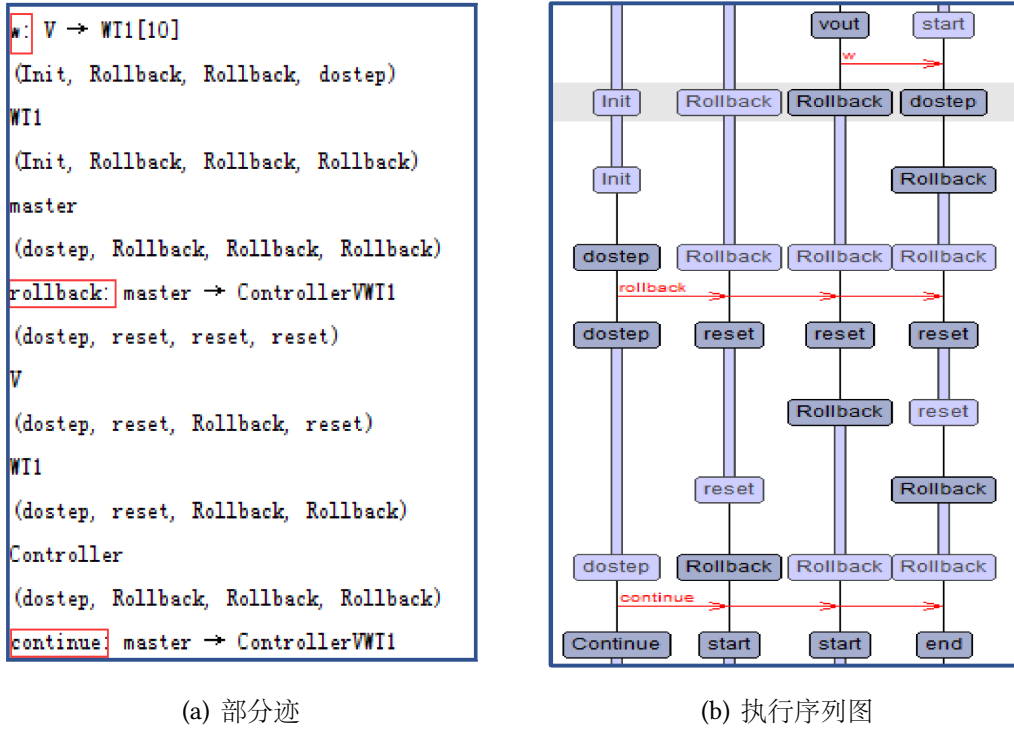 w: V → WT1[10]
(Init, Rollback, Rollback, dostep)
WT1
(Init, Rollback, Rollback, Rollback)
master
(dostep, Rollback, Rollback, Rollback)
rollback: master → ControllerVWT1
(dostep, reset, reset, reset)
V
(dostep, reset, Rollback, reset)
WT1
(dostep, reset, Rollback, Rollback)
Controller
(dostep, Rollback, Rollback, Rollback)
continue: master → ControllerVWT1
(a) 部分迹
vout start
w
Init Rollback Rollback dostep
Init Rollback
dostep Rollback Rollback Rollback
rollback
dostep reset reset reset
Rollback reset
reset Rollback
dostep Rollback Rollback Rollback
continue
Continue start start end
(b) 执行序列图